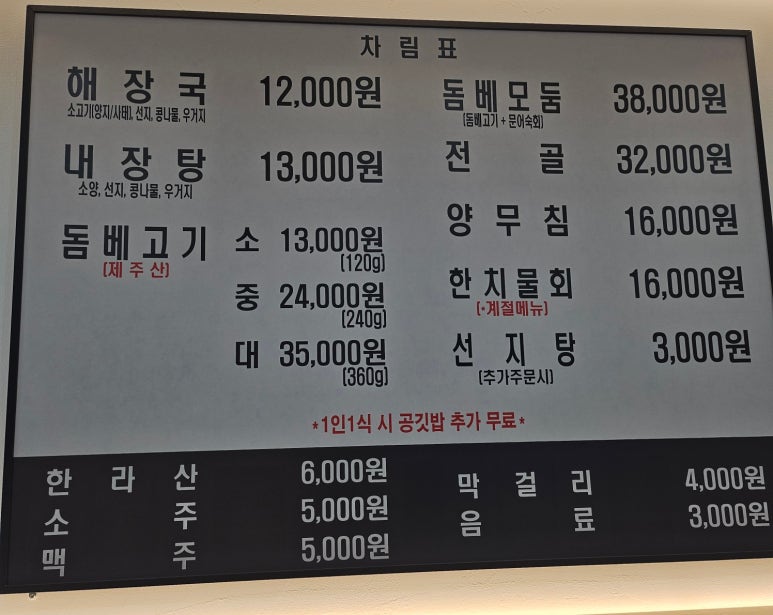 차림표
해장국 12,000원
소고기(양지/사태), 선지, 콩나물, 우거지
내장탕 13,000원
소양, 선지, 콩나물, 우거지
돔베고기 소 13,000원
(제주산) (120g)
중 24,000원
(240g)
대 35,000원
(360g)
돔베모둠 38,000원
(돔베고기 + 문어숙회)
전골 32,000원
양무침 16,000원
한치물회 16,000원
(·계절메뉴)
선지탕 3,000원
(추가주문시)
*1인1식 시 공깃밥 추가 무료*
한라산 6,000원
소주 5,000원
맥주 5,000원
막걸리 4,000원
음료 3,000원